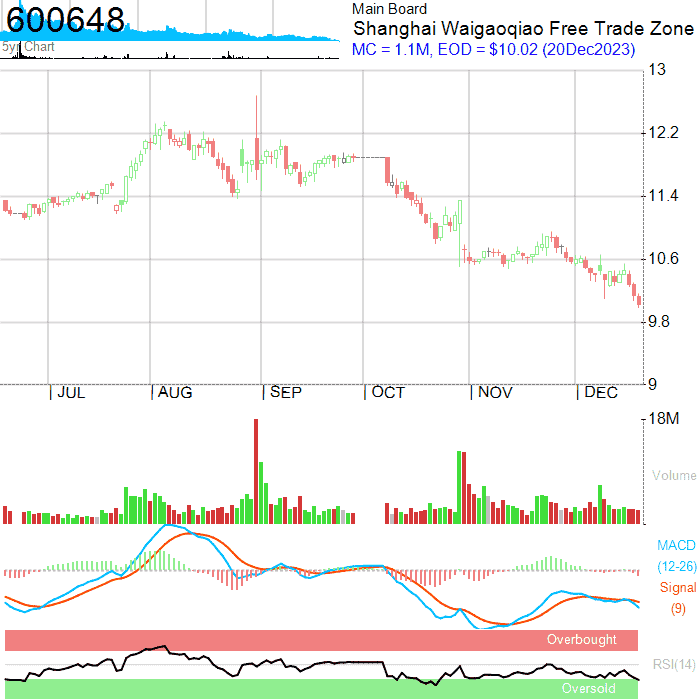 600648
5yr Chart
Main Board
Shanghai Waigaoqiao Free Trade Zone
MC = 1.1M, EOD = $10.02 (20Dec2023)
13
12.2
11.4
10.6
9.8
9
JUL AUG SEP OCT NOV DEC
18M
Volume
MACD
(12-26)
Signal
(9)
Overbought
RSI(14)
Oversold